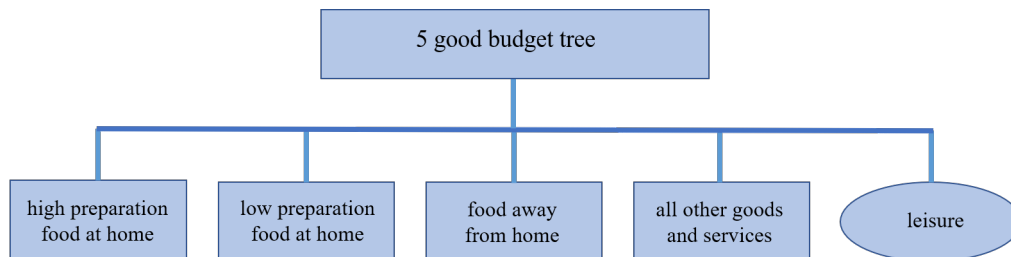 5 good budget tree
high preparation
food at home
low preparation
food at home
food away
from home
all other goods
and services
leisure